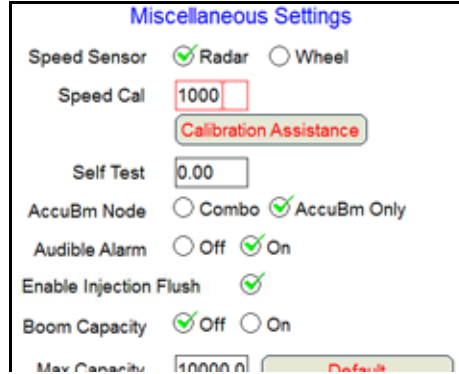 Miscellaneous Settings
Speed Sensor Radar Wheel
Speed Cal 1000
Calibration Assistance
Self Test 0.00
AccuBm Node Combo AccuBm Only
Audible Alarm Off On
Enable Injection Flush
Boom Capacity Off On
Max Capacity 10000.0 Default